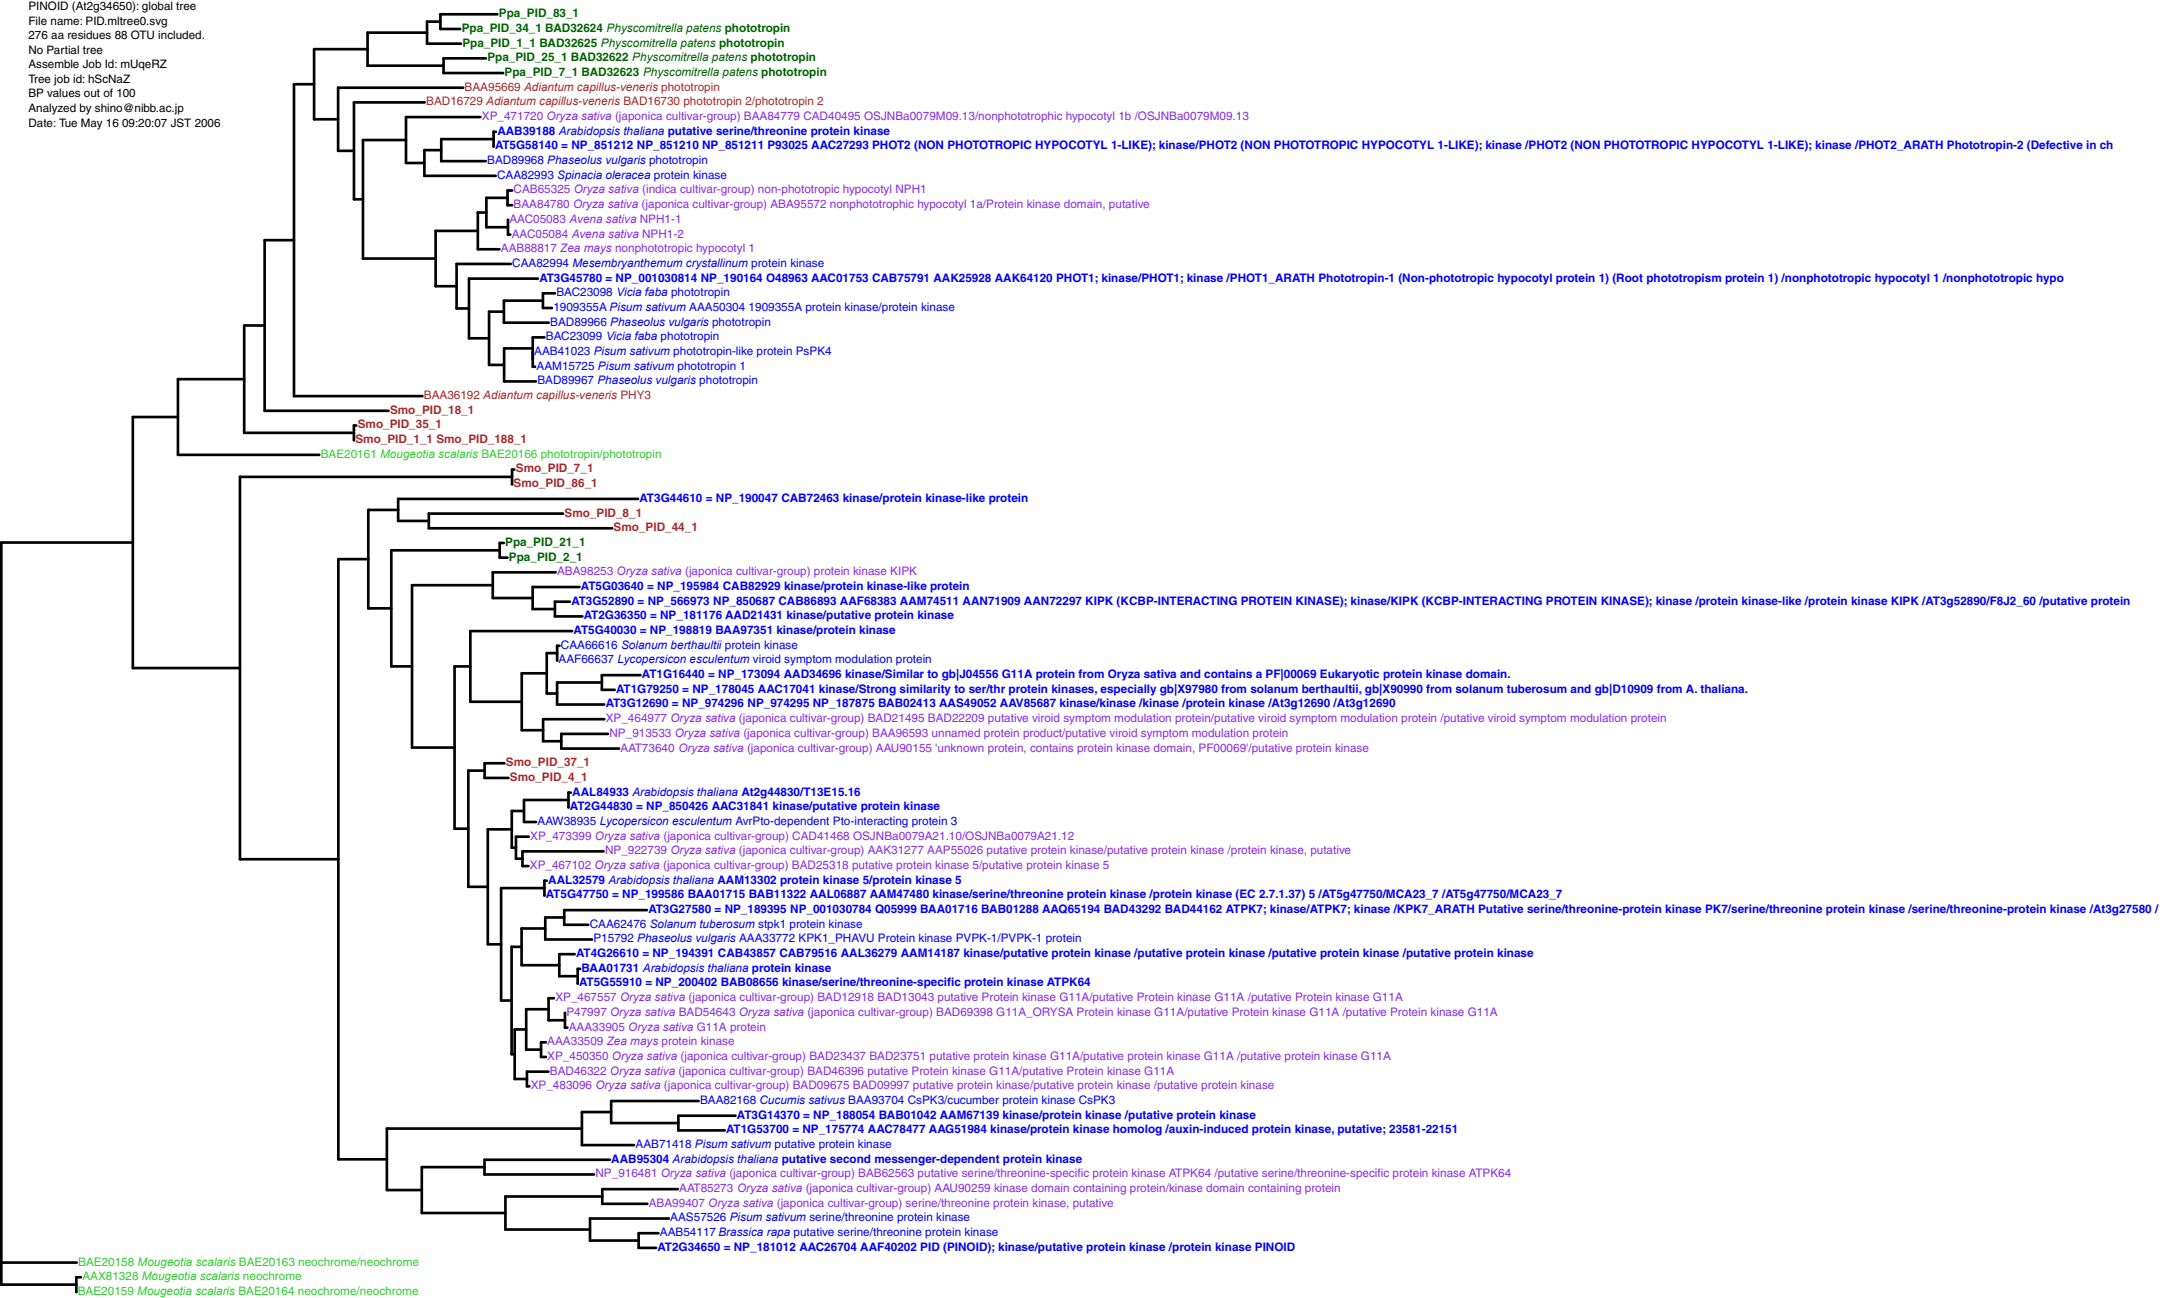 PINOID (At2g34650): global tree
File name: PID.mltree0.svg
276 aa residues 88 OTU included.
No Partial tree
Assemble Job Id: mUqeRZ
Tree job id: hScNaZ
BP values out of 100
Analyzed by shino@nibb.ac.jp
Date: Tue May 16 09:20:07 JST 2006
Ppa_PID_83_1
Ppa_PID_34_1 BAD32624 Physcomitrella patens phototropin
Ppa_PID_1_1 BAD32625 Physcomitrella patens phototropin
Ppa_PID_25_1 BAD32622 Physcomitrella patens phototropin
Ppa_PID_7_1 BAD32623 Physcomitrella patens phototropin
BAA95669 Adiantum capillus-veneris phototropin
BAD16729 Adiantum capillus-veneris BAD16730 phototropin 2/phototropin 2
XP_471720 Oryza sativa (japonica cultivar-group) BAA84779 CAD40495 OSJNBa0079M09.13/nonphototrophic hypocotyl 1b /OSJNBa0079M09.13
AAB39188 Arabidopsis thaliana putative serine/threonine protein kinase
AT5G58140 = NP_851212 NP_851210 NP_851211 P93025 AAC27293 PHOT2 (NON PHOTOTROPIC HYPOCOTYL 1-LIKE); kinase/PHOT2 (NON PHOTOTROPIC HYPOCOTYL 1-LIKE); kinase /PHOT2 (NON PHOTOTROPIC HYPOCOTYL 1-LIKE); kinase /PHOT2_ARATH Phototropin-2 (Defective in ch
BAD89968 Phaseolus vulgaris phototropin
CAA82993 Spinacia oleracea protein kinase
CAB65325 Oryza sativa (indica cultivar-group) non-phototropic hypocotyl NPH1
BAA84780 Oryza sativa (japonica cultivar-group) ABA95572 nonphototrophic hypocotyl 1a/Protein kinase domain, putative
AAC05083 Avena sativa NPH1-1
AAC05084 Avena sativa NPH1-2
AAB88817 Zea mays nonphototropic hypocotyl 1
CAA82994 Mesembryanthemum crystallinum protein kinase
AT3G45780 = NP_001030814 NP_190164 O48963 AAC01753 CAB75791 AAK25928 AAK64120 PHOT1; kinase/PHOT1; kinase /PHOT1_ARATH Phototropin-1 (Non-phototropic hypocotyl protein 1) (Root phototropism protein 1) /nonphototropic hypocotyl 1 /nonphototropic hypo
BAC23098 Vicia faba phototropin
1909355A Pisum sativum AAA50304 1909355A protein kinase/protein kinase
BAD89966 Phaseolus vulgaris phototropin
BAC23099 Vicia faba phototropin
AAB41023 Pisum sativum phototropin-like protein PsPK4
AAM15725 Pisum sativum phototropin 1
BAD89967 Phaseolus vulgaris phototropin
BAA36192 Adiantum capillus-veneris PHY3
Smo_PID_18_1
Smo_PID_35_1
Smo_PID_1_1 Smo_PID_188_1
BAE20161 Mougeotia scalaris BAE20166 phototropin/phototropin
Smo_PID_7_1
Smo_PID_86_1
AT3G44610 = NP_190047 CAB72463 kinase/protein kinase-like protein
Smo_PID_8_1
Smo_PID_44_1
Ppa_PID_21_1
Ppa_PID_2_1
ABA98253 Oryza sativa (japonica cultivar-group) protein kinase KIPK
AT5G03640 = NP_195984 CAB82929 kinase/protein kinase-like protein
AT3G52890 = NP_566973 NP_850687 CAB86893 AAF68383 AAM74511 AAN71909 AAN72297 KIPK (KCBP-INTERACTING PROTEIN KINASE); kinase/KIPK (KCBP-INTERACTING PROTEIN KINASE); kinase /protein kinase-like /protein kinase KIPK /AT3g52890/F8J2_60 /putative protein
AT2G36350 = NP_181176 AAD21431 kinase/putative protein kinase
AT5G40030 = NP_198819 BAA97351 kinase/protein kinase
CAA66616 Solanum berthaultii protein kinase
AAF66637 Lycopersicon esculentum viroid symptom modulation protein
AT1G16440 = NP_173094 AAD34696 kinase/Similar to gb|J04556 G11A protein from Oryza sativa and contains a PF|00069 Eukaryotic protein kinase domain.
AT1G79250 = NP_178045 AAC17041 kinase/Strong similarity to ser/thr protein kinases, especially gb|X97980 from solanum berthaultii, gb|X90990 from solanum tuberosum and gb|D10909 from A. thaliana.
AT3G12690 = NP_974296 NP_974295 NP_187875 BAB02413 AAS49052 AAV85687 kinase/kinase /kinase /protein kinase /At3g12690 /At3g12690
XP_464977 Oryza sativa (japonica cultivar-group) BAD21495 BAD22209 putative viroid symptom modulation protein/putative viroid symptom modulation protein /putative viroid symptom modulation protein
NP_913533 Oryza sativa (japonica cultivar-group) BAA96593 unnamed protein product/putative viroid symptom modulation protein
AAT73640 Oryza sativa (japonica cultivar-group) AAU90155 'unknown protein, contains protein kinase domain, PF00069'/putative protein kinase
Smo_PID_37_1
Smo_PID_4_1
AAL84933 Arabidopsis thaliana At2g44830/T13E15.16
AT2G44830 = NP_850426 AAC31841 kinase/putative protein kinase
AAW38935 Lycopersicon esculentum AvrPto-dependent Pto-interacting protein 3
XP_473399 Oryza sativa (japonica cultivar-group) CAD41468 OSJNBa0079A21.10/OSJNBa0079A21.12
NP_922739 Oryza sativa (japonica cultivar-group) AAK31277 AAP55026 putative protein kinase/putative protein kinase /protein kinase, putative
XP_467102 Oryza sativa (japonica cultivar-group) BAD25318 putative protein kinase 5/putative protein kinase 5
AAL32579 Arabidopsis thaliana AAM13302 protein kinase 5/protein kinase 5
AT5G47750 = NP_199586 BAA01715 BAB11322 AAL06887 AAM47480 kinase/serine/threonine protein kinase /protein kinase (EC 2.7.1.37) 5 /AT5g47750/MCA23_7 /AT5g47750/MCA23_7
AT3G27580 = NP_189395 NP_001030784 Q05999 BAA01716 BAB01288 AAQ65194 BAD43292 BAD44162 ATPK7; kinase/ATPK7; kinase /KPK7_ARATH Putative serine/threonine-protein kinase PK7/serine/threonine protein kinase /serine/threonine-protein kinase /At3g27580 /
CAA62476 Solanum tuberosum stpk1 protein kinase
P15792 Phaseolus vulgaris AAA33772 KPK1_PHAVU Protein kinase PVPK-1/PVPK-1 protein
AT4G26610 = NP_194391 CAB43857 CAB79516 AAL36279 AAM14187 kinase/putative protein kinase /putative protein kinase /putative protein kinase /putative protein kinase
BAA01731 Arabidopsis thaliana protein kinase
AT5G55910 = NP_200402 BAB08656 kinase/serine/threonine-specific protein kinase ATPK64
XP_467557 Oryza sativa (japonica cultivar-group) BAD12918 BAD13043 putative Protein kinase G11A/putative Protein kinase G11A /putative Protein kinase G11A
P47997 Oryza sativa BAD54643 Oryza sativa (japonica cultivar-group) BAD69398 G11A_ORYSA Protein kinase G11A/putative Protein kinase G11A /putative Protein kinase G11A
AAA33905 Oryza sativa G11A protein
AAA33509 Zea mays protein kinase
XP_450350 Oryza sativa (japonica cultivar-group) BAD23437 BAD23751 putative protein kinase G11A/putative protein kinase G11A /putative protein kinase G11A
BAD46322 Oryza sativa (japonica cultivar-group) BAD46396 putative Protein kinase G11A/putative Protein kinase G11A
XP_483096 Oryza sativa (japonica cultivar-group) BAD09675 BAD09997 putative protein kinase/putative protein kinase /putative protein kinase
BAA82168 Cucumis sativus BAA93704 CsPK3/cucumber protein kinase CsPK3
AT3G14370 = NP_188054 BAB01042 AAM67139 kinase/protein kinase /putative protein kinase
AT1G53700 = NP_175774 AAC78477 AAG51984 kinase/protein kinase homolog /auxin-induced protein kinase, putative; 23581-22151
AAB71418 Pisum sativum putative protein kinase
AAB95304 Arabidopsis thaliana putative second messenger-dependent protein kinase
NP_916481 Oryza sativa (japonica cultivar-group) BAB62563 putative serine/threonine-specific protein kinase ATPK64 /putative serine/threonine-specific protein kinase ATPK64
AAT85273 Oryza sativa (japonica cultivar-group) AAU90259 kinase domain containing protein/kinase domain containing protein
ABA99407 Oryza sativa (japonica cultivar-group) serine/threonine protein kinase, putative
AAS57526 Pisum sativum serine/threonine protein kinase
AAB54117 Brassica rapa putative serine/threonine protein kinase
AT2G34650 = NP_181012 AAC26704 AAF40202 PID (PINOID); kinase/putative protein kinase /protein kinase PINOID
BAE20158 Mougeotia scalaris BAE20163 neochrome/neochrome
AAX81328 Mougeotia scalaris neochrome
BAE20159 Mougeotia scalaris BAE20164 neochrome/neochrome